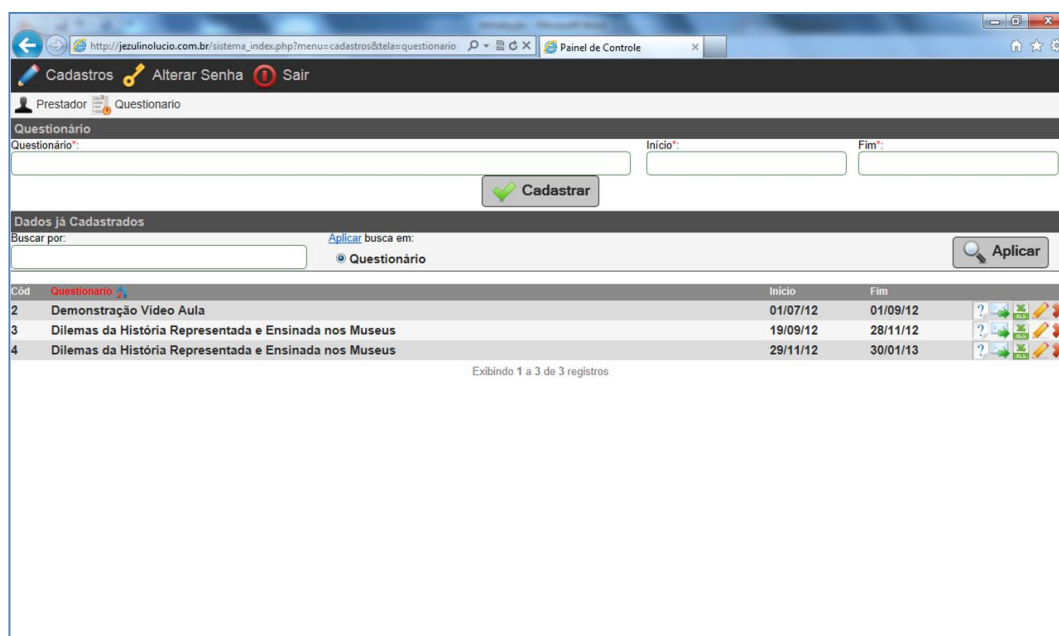 http://jezulinolucio.com.br/sistema_index.php?menu=cadastros&tela=questionario
Painel de Controle
Cadastros Alterar Senha Sair
Prestador Questionario
Questionário
Questionário*: Início*: Fim*:
Cadastrar
Dados já Cadastrados
Buscar por: Aplicar busca em:
Questionário Aplicar
Cód Questionario Início Fim
2 Demonstração Video Aula 01/07/12 01/09/12
3 Dilemas da História Representada e Ensinada nos Museus 19/09/12 28/11/12
4 Dilemas da História Representada e Ensinada nos Museus 29/11/12 30/01/13
Exibindo 1 a 3 de 3 registros